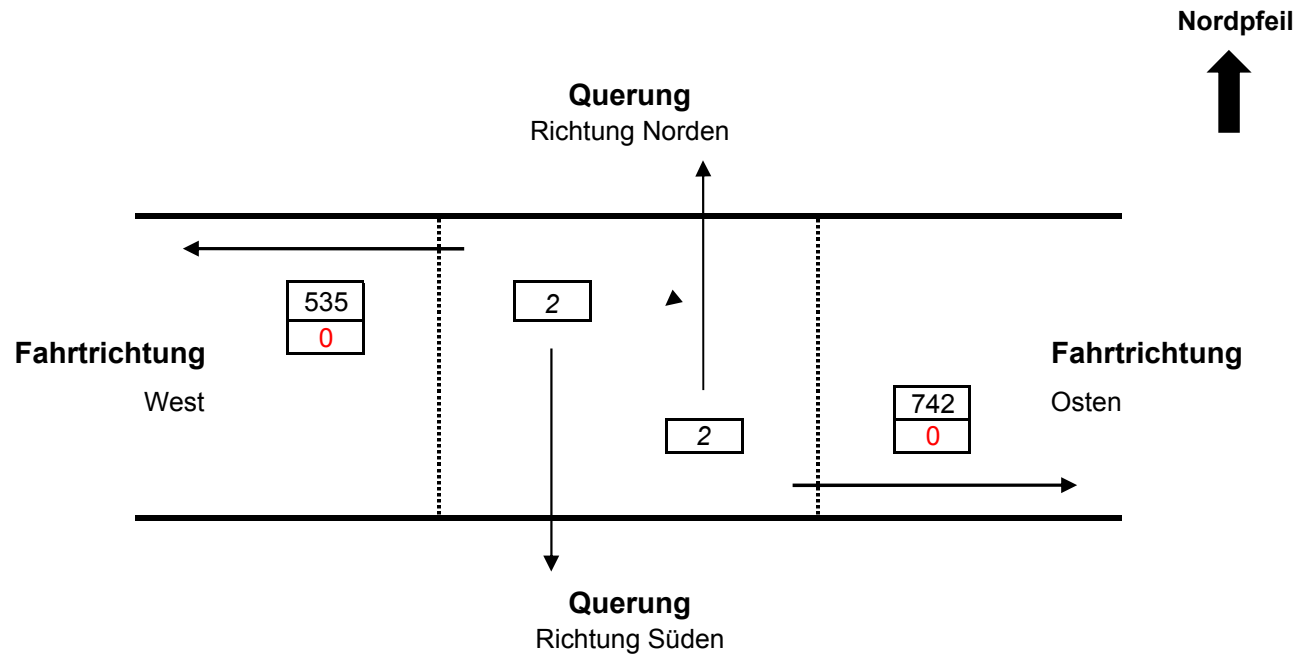 Nordpfeil
Querung
Richtung Norden
535
0
2
Fahrtrichtung
West
Fahrtrichtung
Osten
742
0
2
Querung
Richtung Süden